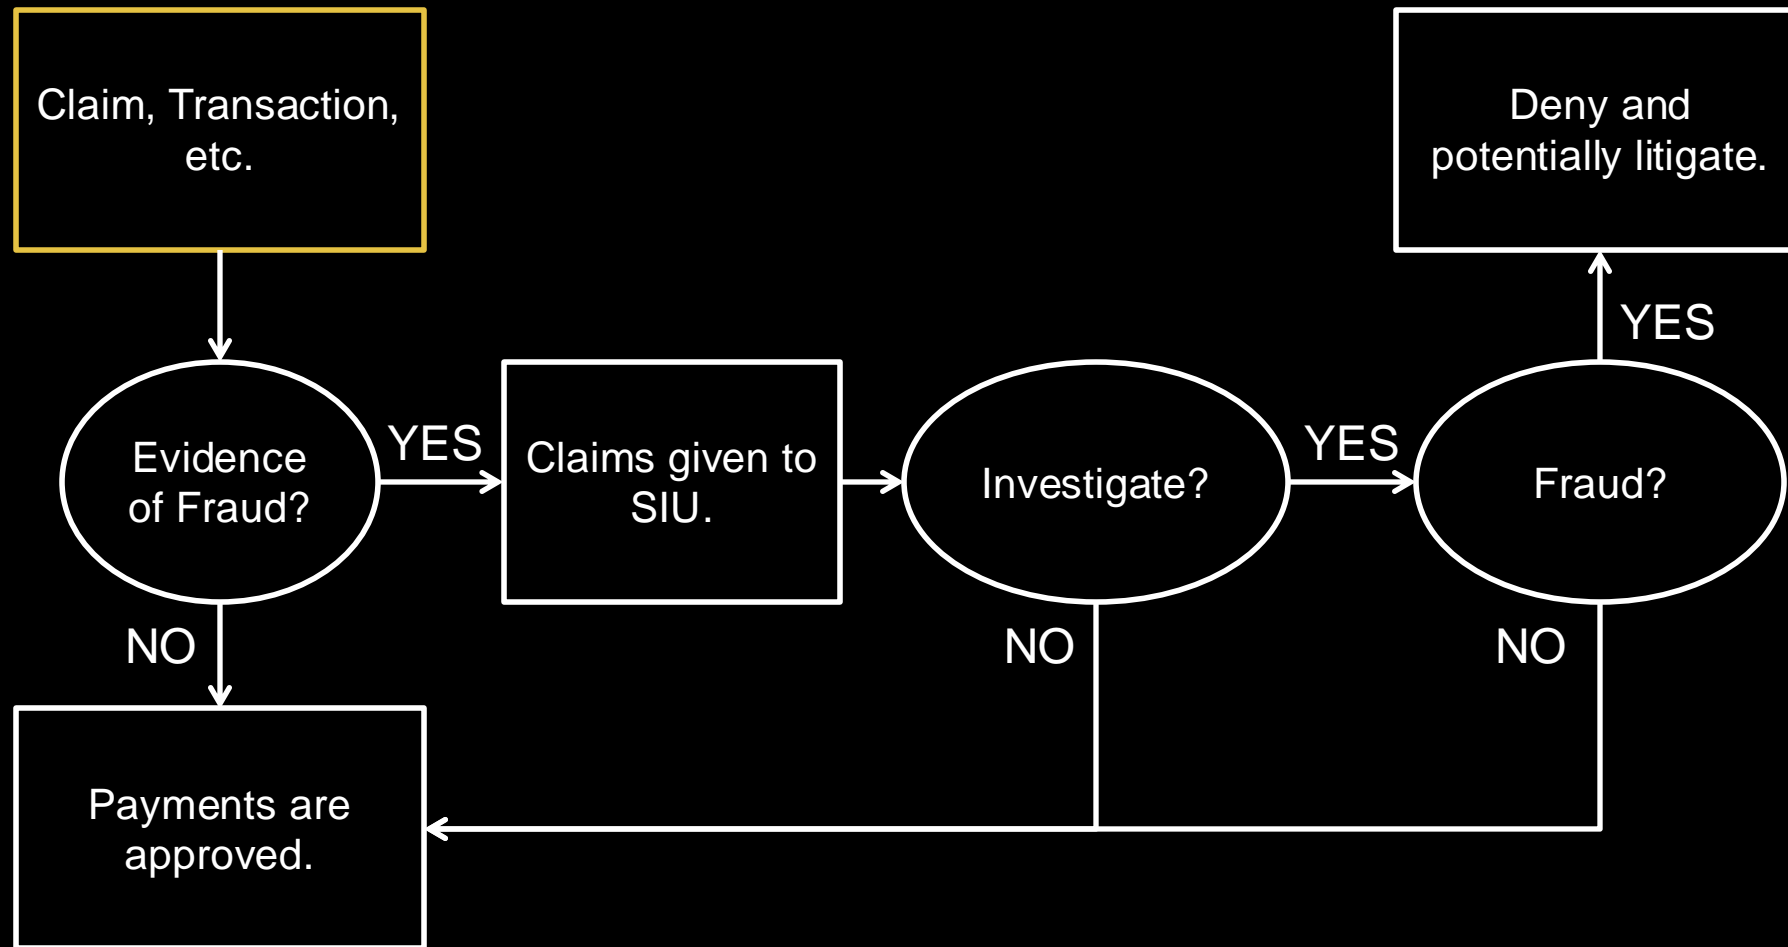 Claim, Transaction,
etc.
Deny and
potentially litigate.
YES
Evidence
of Fraud?
YES
Claims given to
SIU.
Investigate?
YES
Fraud?
NO
NO
NO
Payments are
approved.